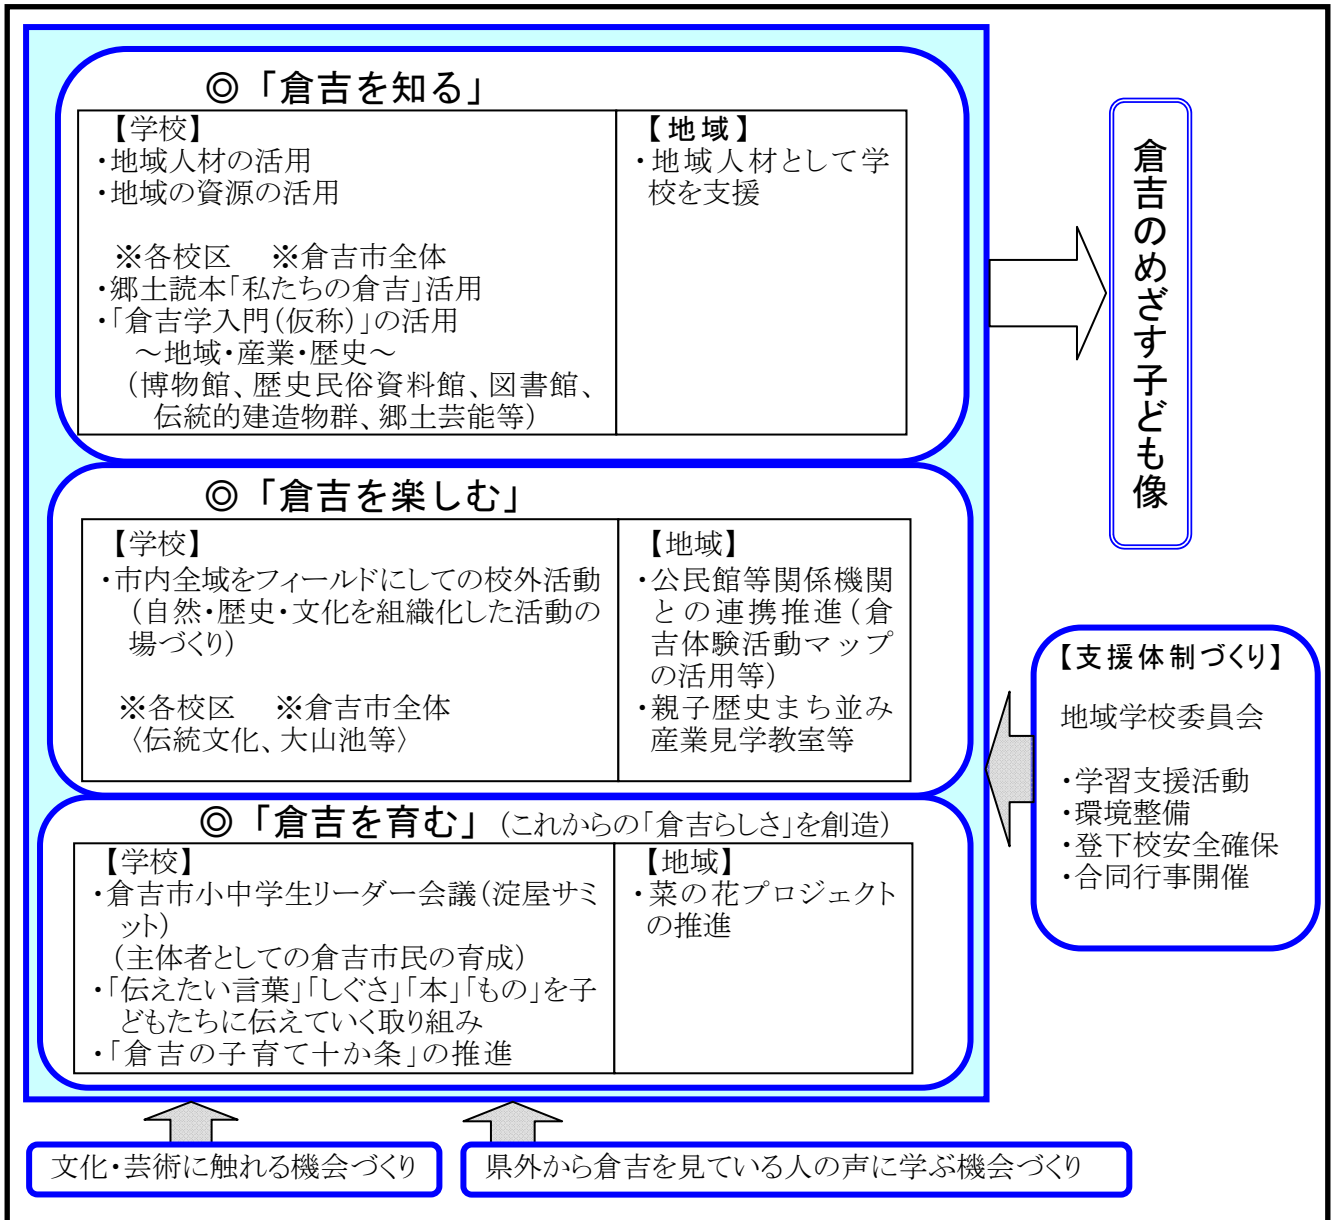 ◎「倉吉を知る」
【学校】
・地域人材の活用
・地域の資源の活用
※各校区　※倉吉市全体
・郷土読本「私たちの倉吉」活用
・「倉吉学入門(仮称)」の活用
～地域・産業・歴史～
(博物館、歴史民俗資料館、図書館、
伝統的建造物群、郷土芸能等)
【地域】
・地域人材として学
校を支援
◎「倉吉を楽しむ」
【学校】
・市内全域をフィールドにしての校外活動
(自然・歴史・文化を組織化した活動の
場づくり)
※各校区　※倉吉市全体
〈伝統文化、大山池等〉
【地域】
・公民館等関係機関
との連携推進(倉
吉体験活動マップ
の活用等)
・親子歴史まち並み
産業見学教室等
◎「倉吉を育む」(これからの「倉吉らしさ」を創造)
【学校】
・倉吉市小中学生リーダー会議(淀屋サミ
ット)
(主体者としての倉吉市民の育成)
・「伝えたい言葉」「しぐさ」「本」「もの」を子
どもたちに伝えていく取り組み
・「倉吉の子育て十か条」の推進
【地域】
・菜の花プロジェクト
の推進
倉吉のめざす子ども像
【支援体制づくり】
地域学校委員会
・学習支援活動
・環境整備
・登下校安全確保
・合同行事開催
文化・芸術に触れる機会づくり
県外から倉吉を見ている人の声に学ぶ機会づくり